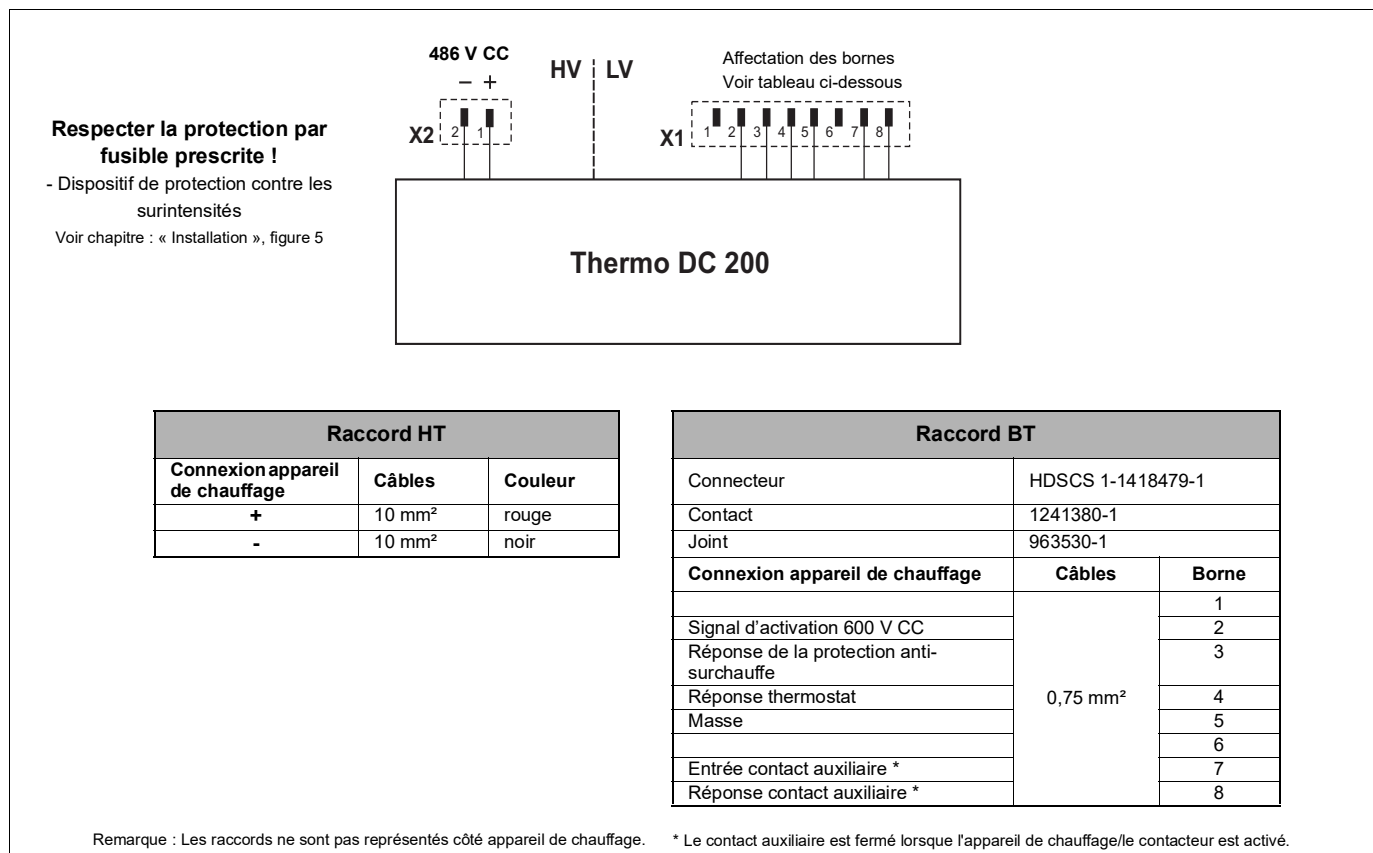 486 V CC
− +
HV LV
Affectation des bornes
Voir tableau ci-dessous
Respecter la protection par
fusible prescrite !
- Dispositif de protection contre les
surintensités
Voir chapitre : « Installation », figure 5
X2 2 1
X1 1 2 3 4 5 6 7 8
Thermo DC 200
Raccord HT
Connexion appareil
de chauffage
Câbles
Couleur
+ 10 mm² rouge
- 10 mm² noir
Raccord BT
Connecteur HDSCS 1-1418479-1
Contact 1241380-1
Joint 963530-1
Connexion appareil de chauffage Câbles Borne
1
Signal d’activation 600 V CC 2
Réponse de la protection anti-
surchauffe
3
Réponse thermostat 0,75 mm² 4
Masse 5
6
Entrée contact auxiliaire * 7
Réponse contact auxiliaire * 8
Remarque : Les raccords ne sont pas représentés côté appareil de chauffage.
* Le contact auxiliaire est fermé lorsque l'appareil de chauffage/le contacteur est activé.